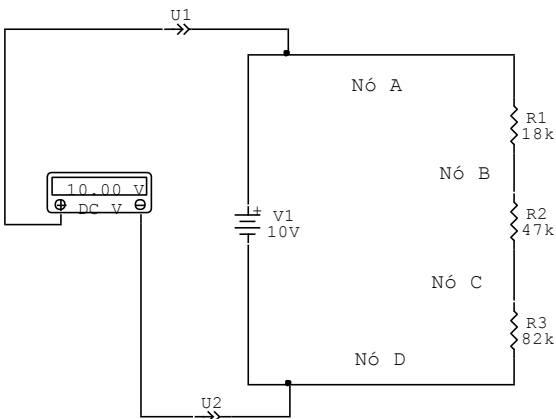 U1
Nó A
R1
18k
Nó B
10.00 V
DC V
+
V1
10V
R2
47k
Nó C
R3
82k
Nó D
U2